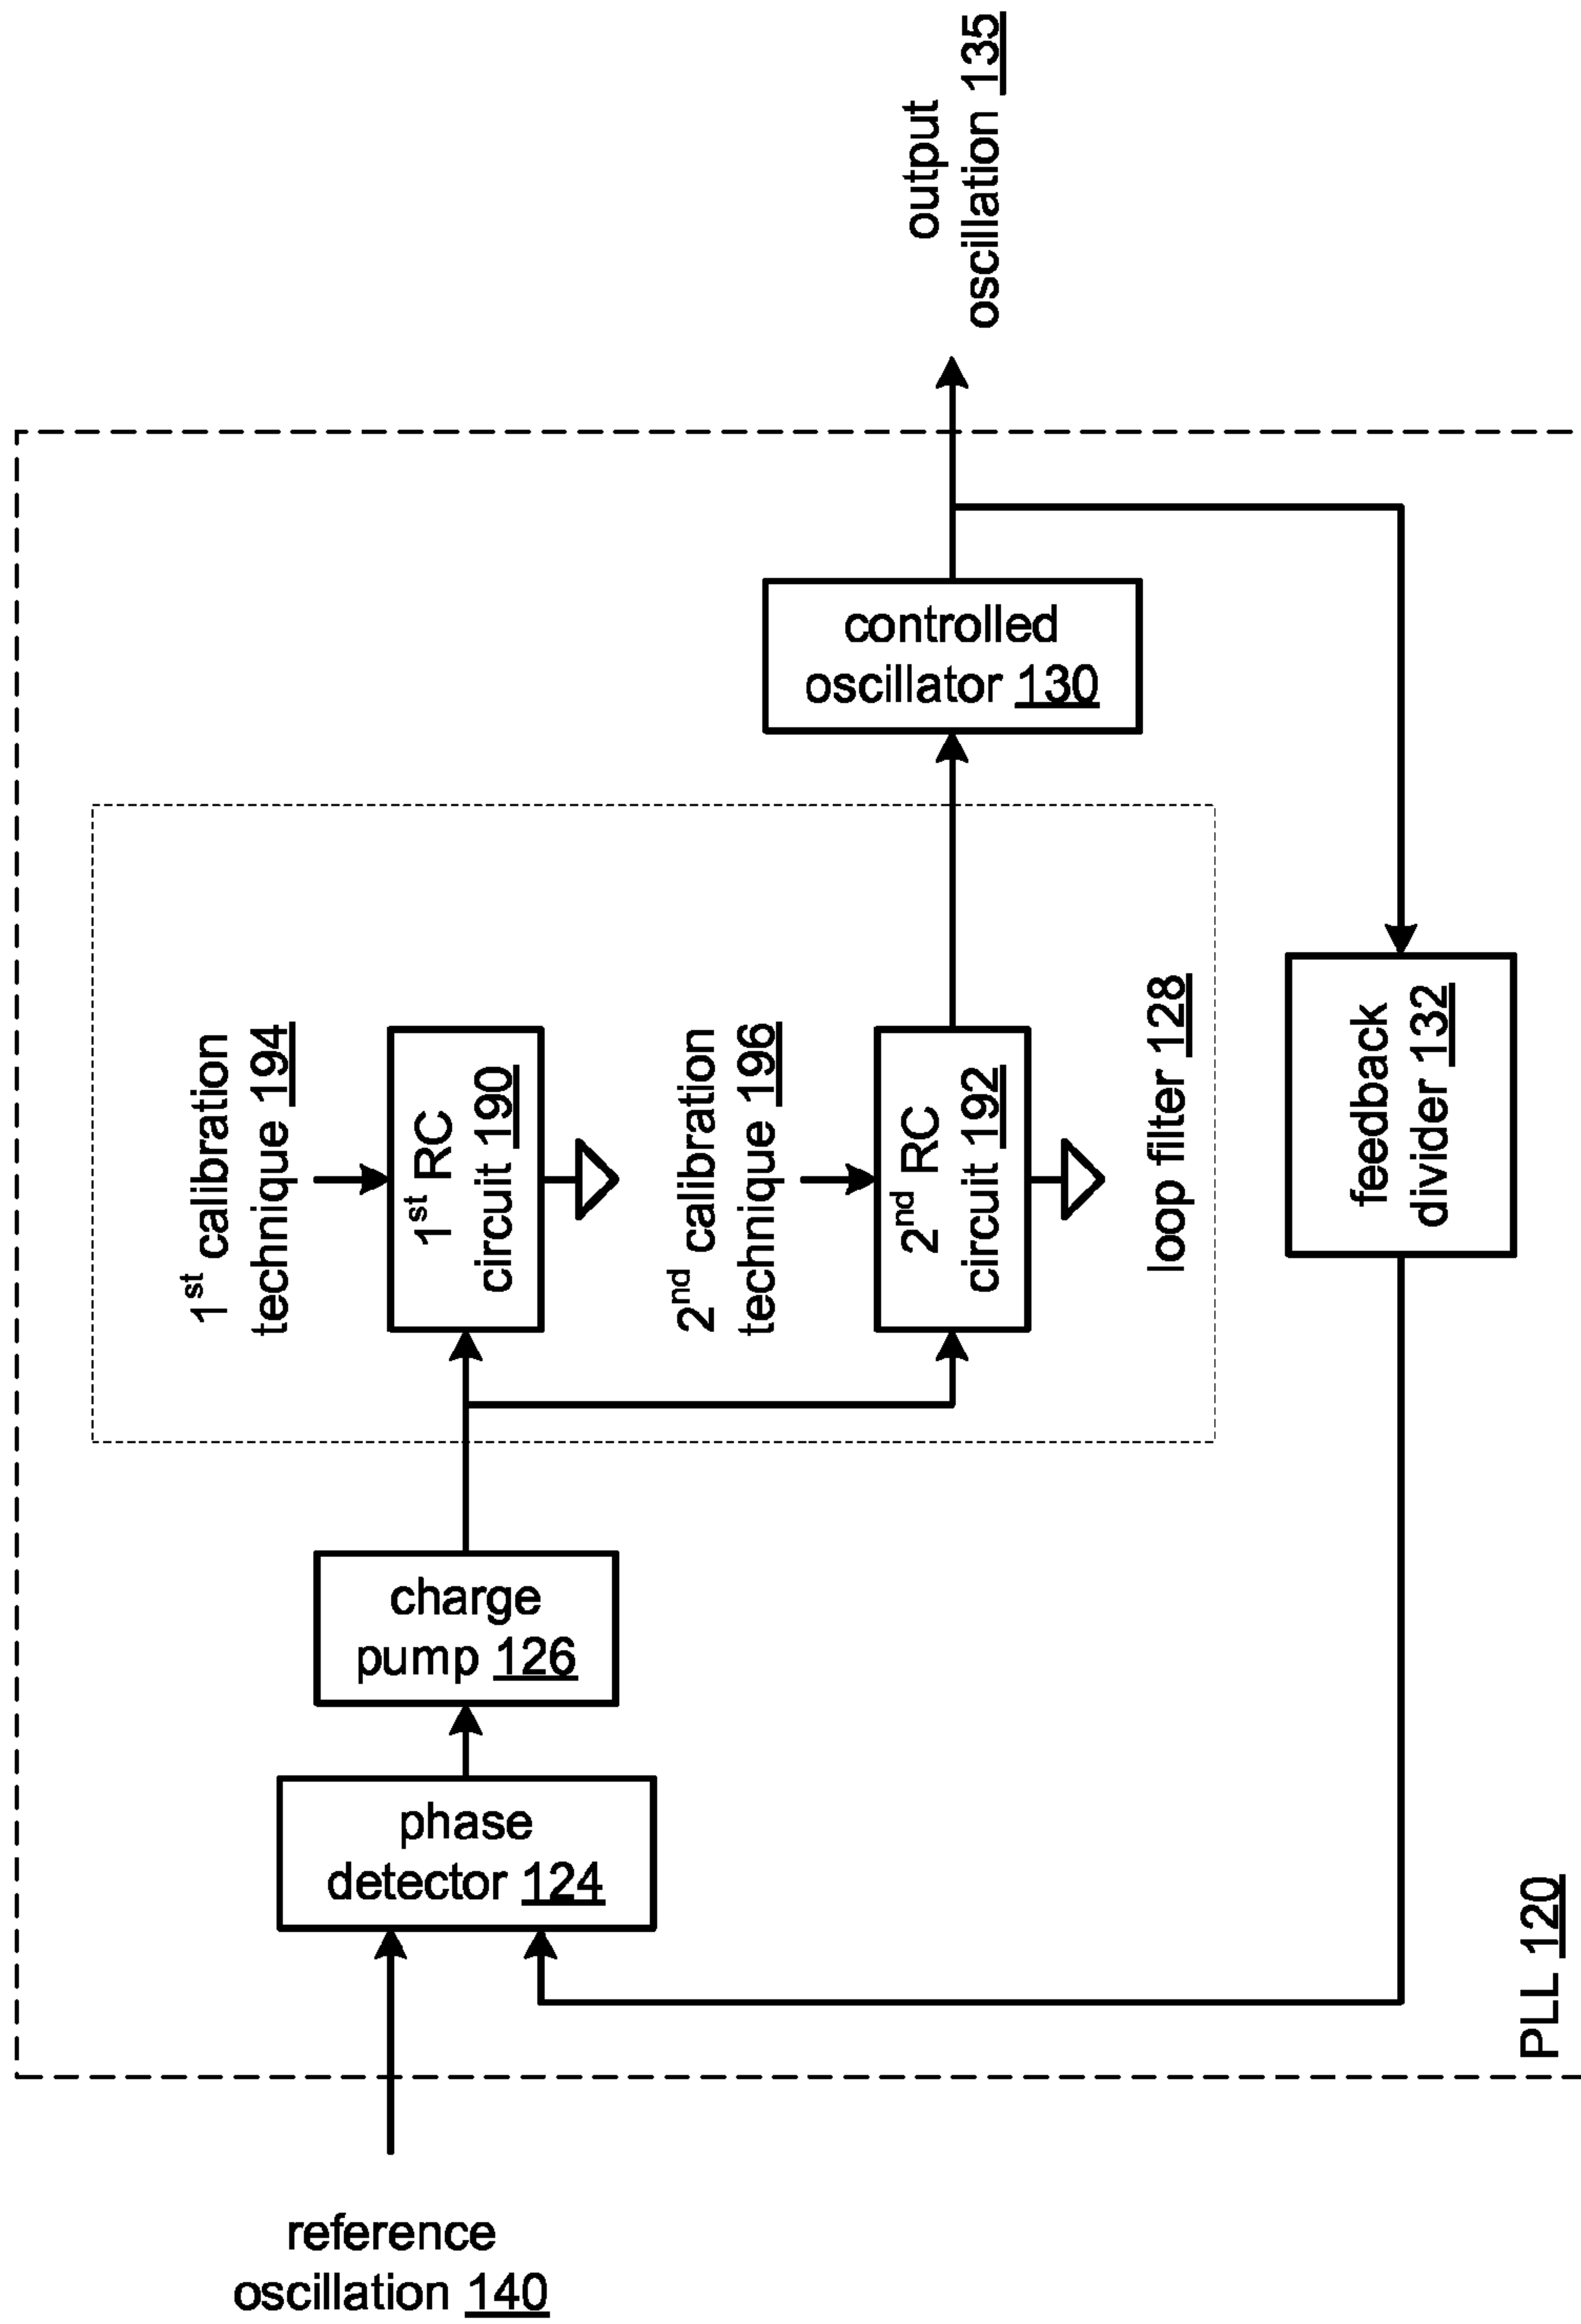 reference
oscillation 140
phase
detector 124
charge
pump 126
1st calibration
technique 194
1st RC
circuit 190
2nd calibration
technique 196
2nd RC
circuit 192
loop filter 128
controlled
oscillator 130
output
oscillation 135
feedback
divider 132
PLL 120